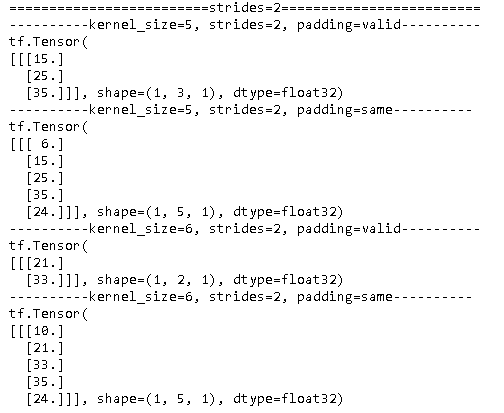 =========================strides=2=========================
----------kernel_size=5, strides=2, padding=valid----------
tf.Tensor(
[[[15.]
  [25.]
  [35.]]], shape=(1, 3, 1), dtype=float32)
----------kernel_size=5, strides=2, padding=same----------
tf.Tensor(
[[[ 6.]
  [15.]
  [25.]
  [35.]
  [24.]]], shape=(1, 5, 1), dtype=float32)
----------kernel_size=6, strides=2, padding=valid----------
tf.Tensor(
[[[21.]
  [33.]]], shape=(1, 2, 1), dtype=float32)
----------kernel_size=6, strides=2, padding=same----------
tf.Tensor(
[[[10.]
  [21.]
  [33.]
  [35.]
  [24.]]], shape=(1, 5, 1), dtype=float32)